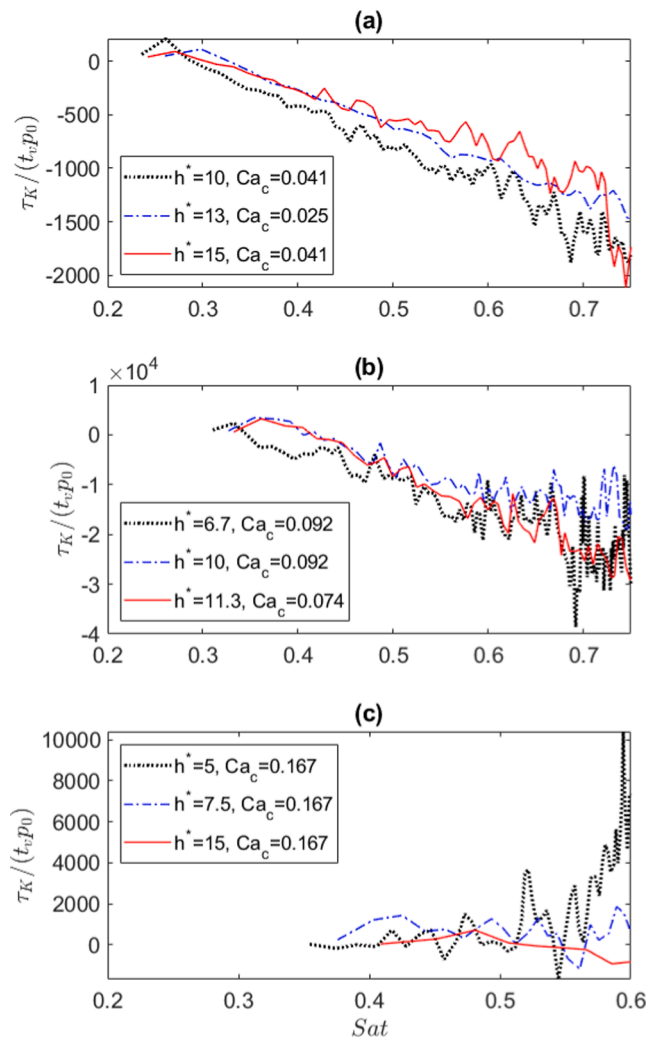 (a)
0
-500
-1000
-1500
-2000
τ_K/(t_v p_0)
h*=10, Ca_c=0.041
h*=13, Ca_c=0.025
h*=15, Ca_c=0.041
0.2 0.3 0.4 0.5 0.6 0.7
(b)
×10^4
1
0
-1
-2
-3
-4
τ_K/(t_v p_0)
h*=6.7, Ca_c=0.092
h*=10, Ca_c=0.092
h*=11.3, Ca_c=0.074
0.2 0.3 0.4 0.5 0.6 0.7
(c)
10000
8000
6000
4000
2000
0
τ_K/(t_v p_0)
h*=5, Ca_c=0.167
h*=7.5, Ca_c=0.167
h*=15, Ca_c=0.167
0.2 0.3 0.4 0.5 0.6
Sat